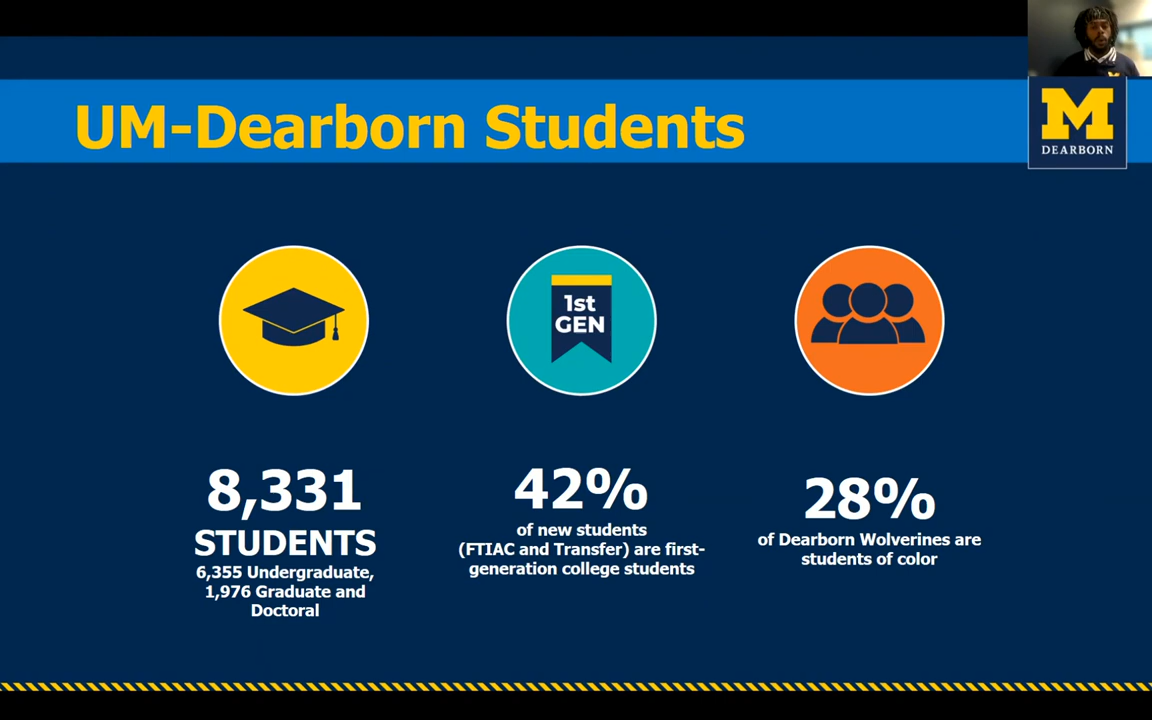 UM-Dearborn Students
M
DEARBORN
1st
GEN
8,331
STUDENTS
6,355 Undergraduate,
1,976 Graduate and
Doctoral
42%
of new students
(FTIAC and Transfer) are first-
generation college students
28%
of Dearborn Wolverines are
students of color